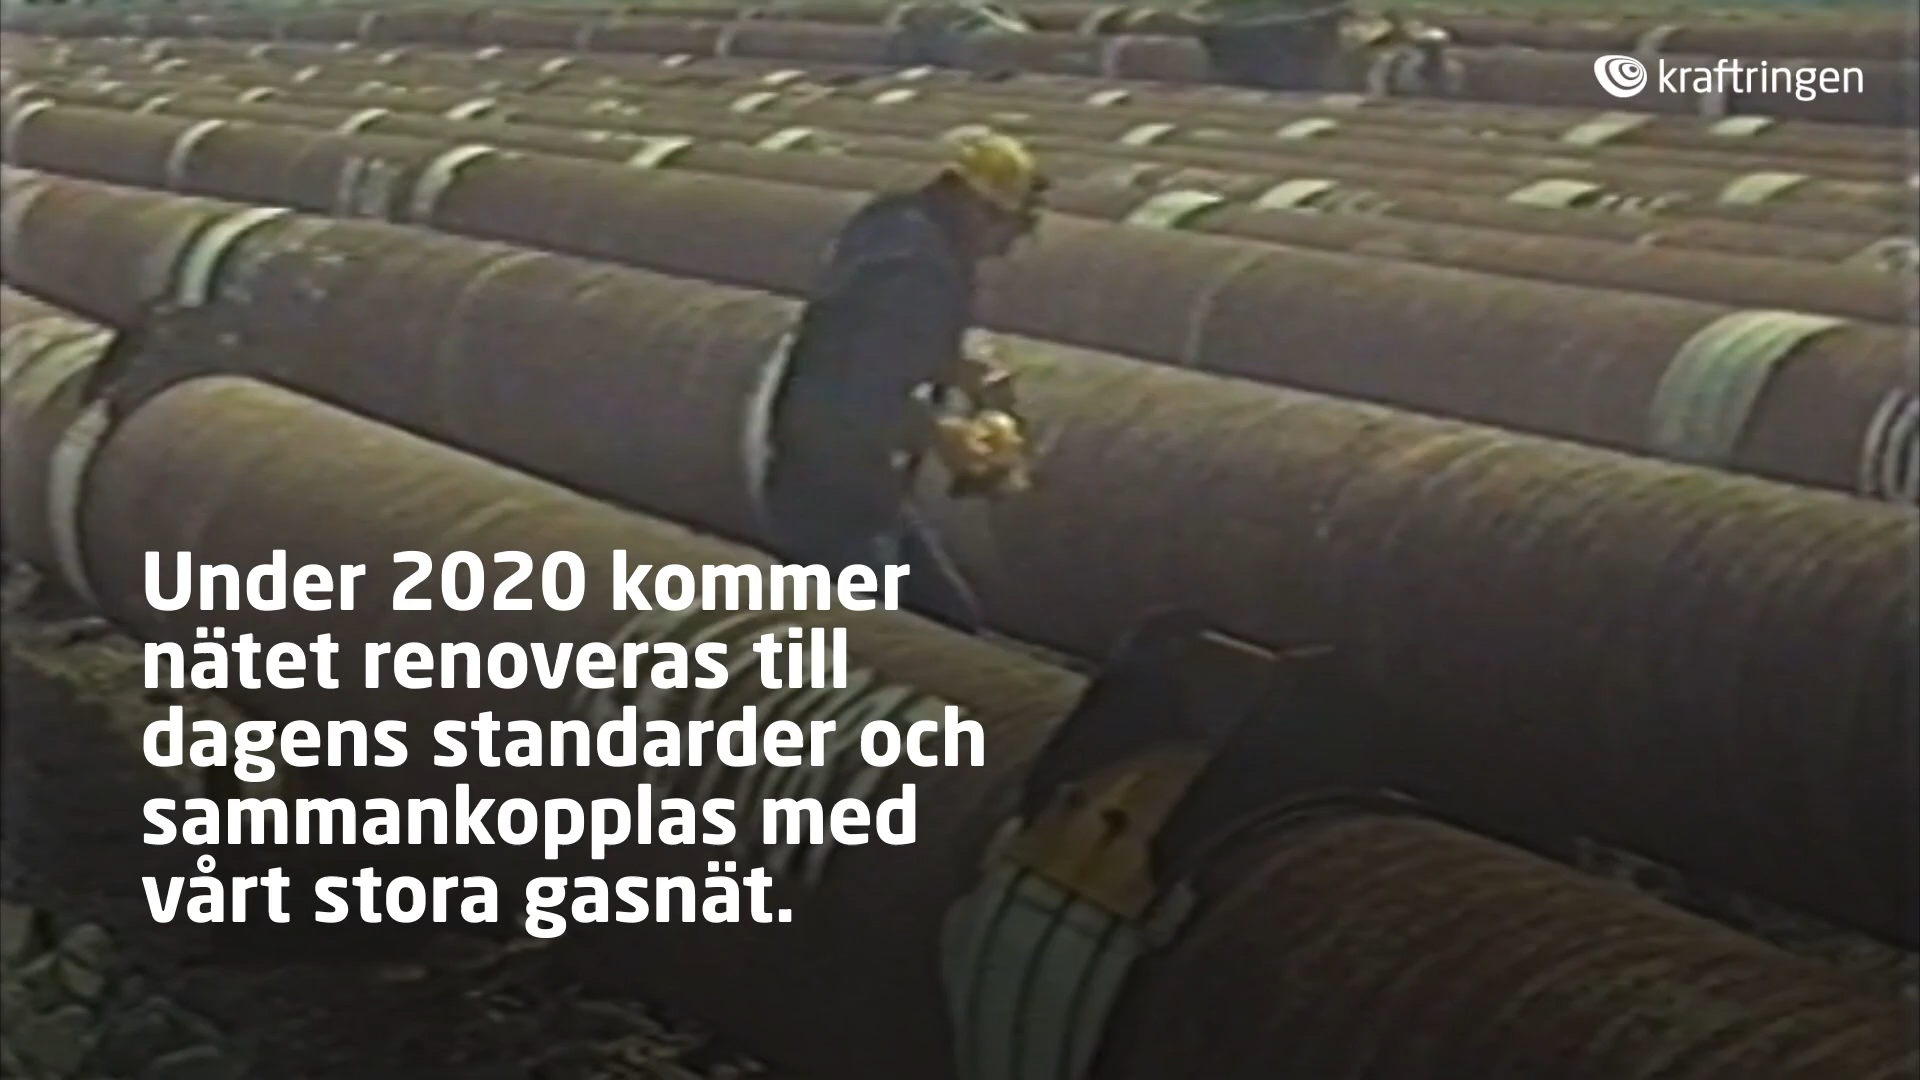 kraftringen
Under 2020 kommer
nätet renoveras till
dagens standarder och
sammankopplas med
vårt stora gasnät.